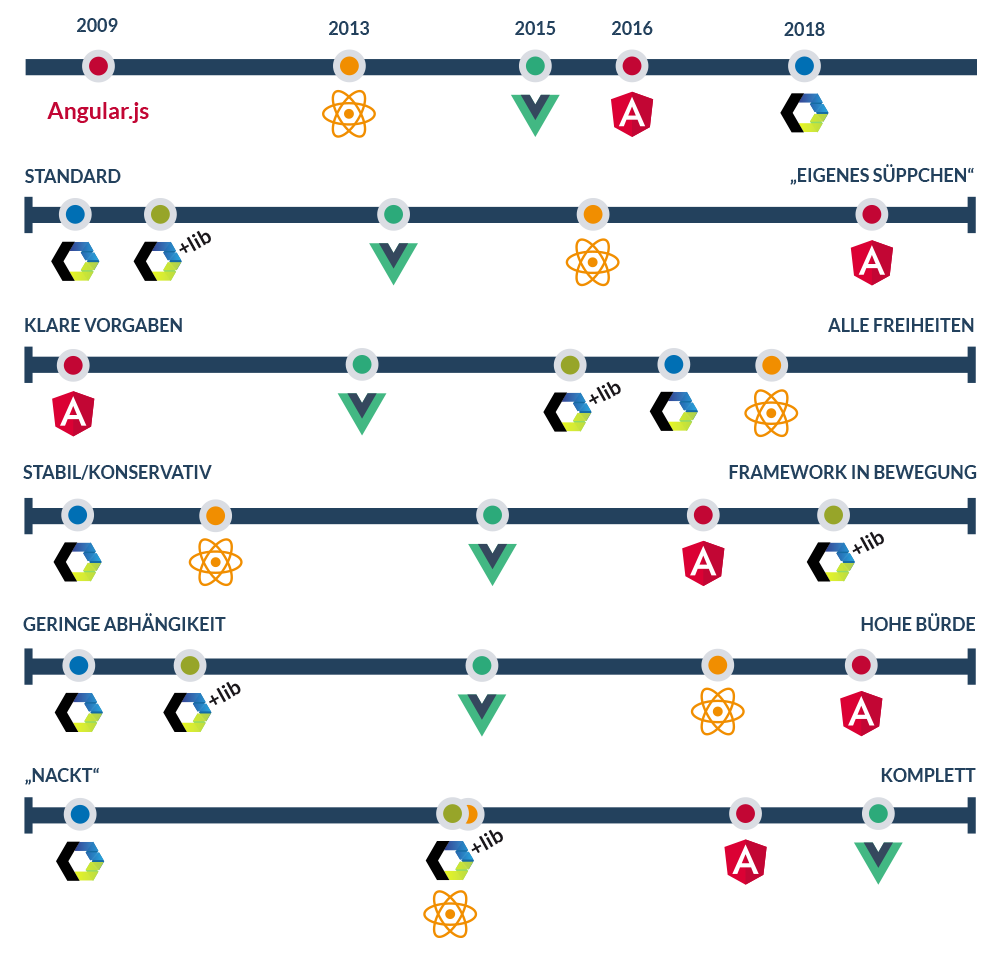 2009
2013
2015
2016
2018
Angular.js
A
STANDARD
„EIGENES SÜPPCHEN“
+lib
A
KLARE VORGABEN
ALLE FREIHEITEN
A
+lib
STABIL/KONSERVATIV
FRAMEWORK IN BEWEGUNG
A
+lib
GERINGE ABHÄNGIKEIT
HOHE BÜRDE
+lib
A
„NACKT“
KOMPLETT
+lib
A